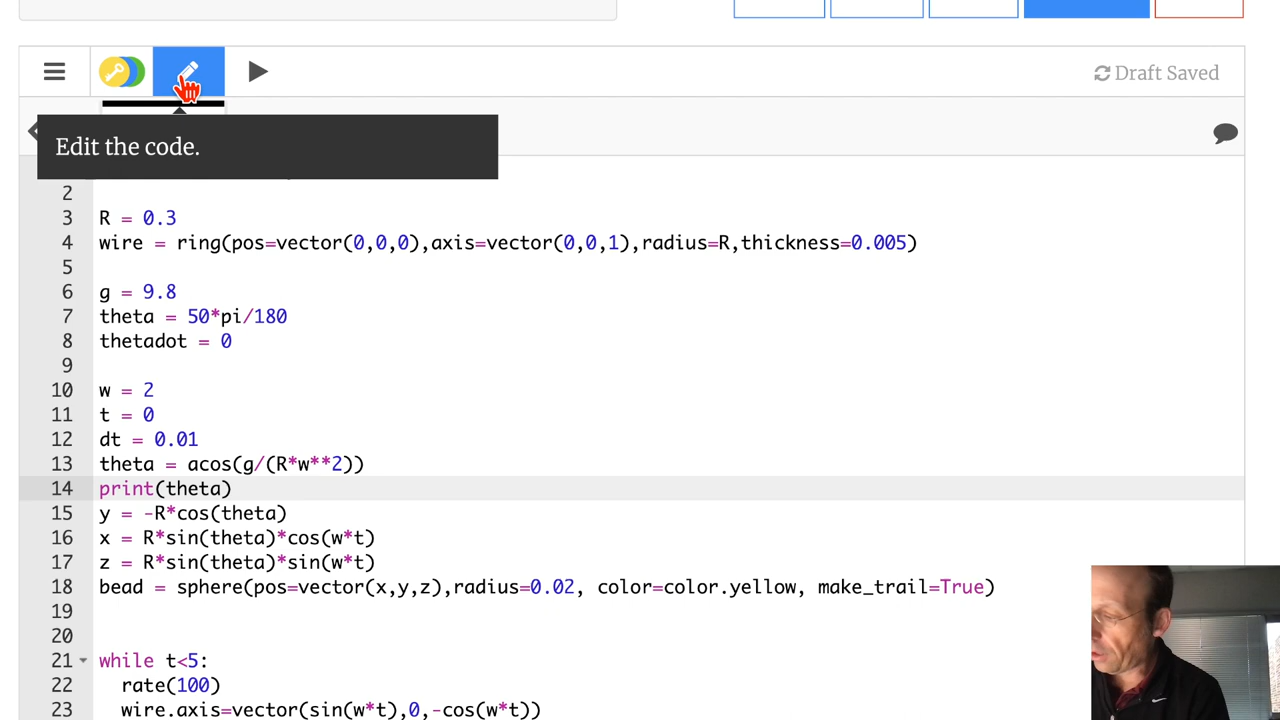 Draft Saved
Edit the code.
2
3 R = 0.3
4 wire = ring(pos=vector(0,0,0),axis=vector(0,0,1),radius=R,thickness=0.005)
5
6 g = 9.8
7 theta = 50*pi/180
8 thetadot = 0
9
10 w = 2
11 t = 0
12 dt = 0.01
13 theta = acos(g/(R*w**2))
14 print(theta)
15 y = -R*cos(theta)
16 x = R*sin(theta)*cos(w*t)
17 z = R*sin(theta)*sin(w*t)
18 bead = sphere(pos=vector(x,y,z),radius=0.02, color=color.yellow, make_trail=True)
19
20
21 while t<5:
22 rate(100)
23 wire.axis=vector(sin(w*t),0,-cos(w*t))